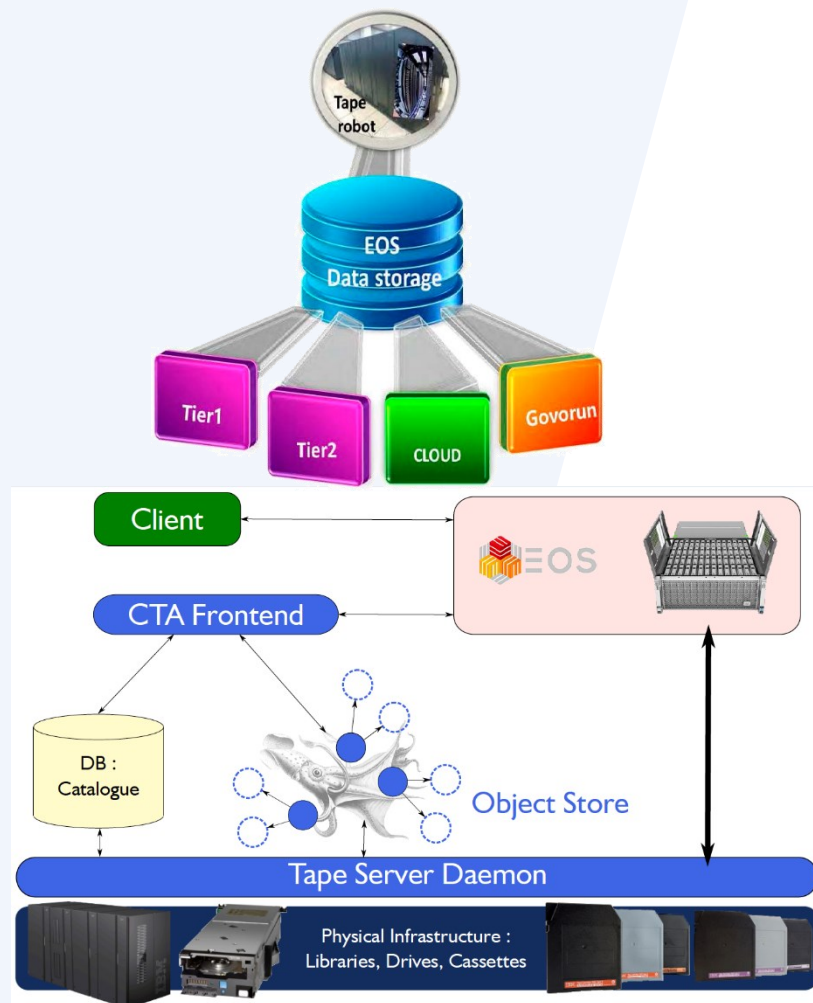 Tape
robot
EOS
Data storage
Tier1
Tier2
CLOUD
Govorun
Client
EOS
CTA Frontend
DB :
Catalogue
Object Store
Tape Server Daemon
Physical Infrastructure :
Libraries, Drives, Cassettes
IBM